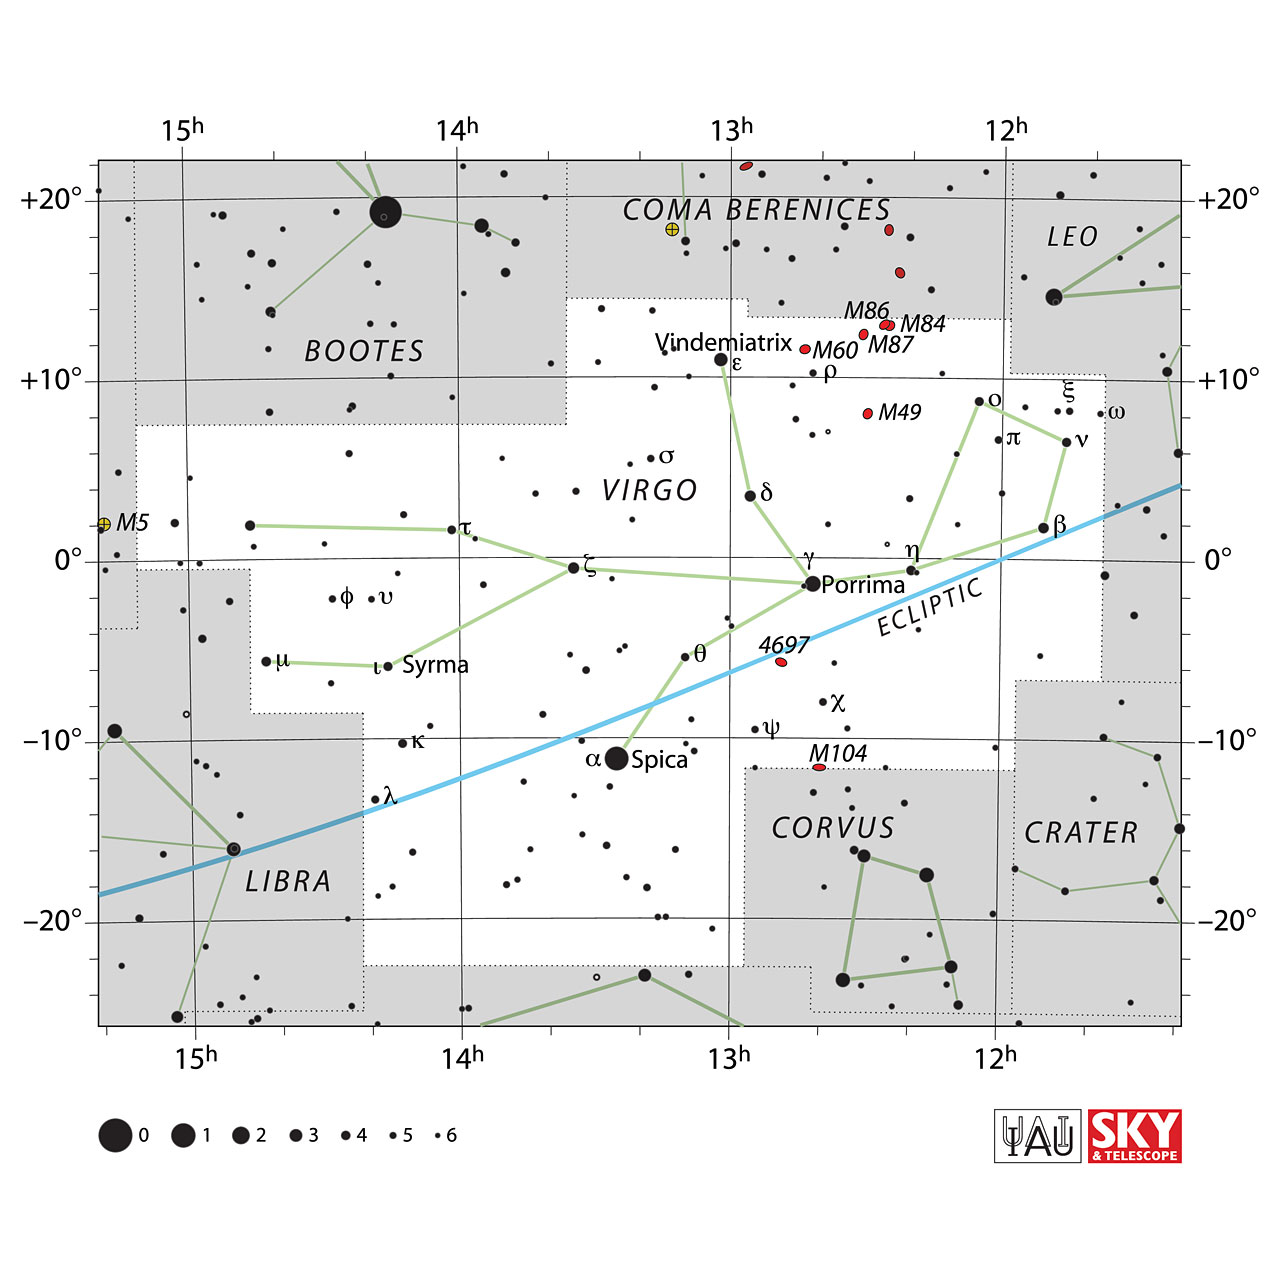 15h 14h 13h 12h
+20° +20°
COMA BERENICES
LEO
M86
M84
Vindemiatrix
M87
M60
BOOTES
ε
ρ
+10° +10°
ξ
ο
M49
ω
π
ν
σ
VIRGO
δ
M5
τ
β
η
γ
0° 0°
ζ
Porrima
ϕ υ
ECLIPTIC
4697
θ
μ
ι Syrma
χ
ψ
κ
−10° −10°
M104
α Spica
λ
CORVUS
CRATER
LIBRA
−20° −20°
15h 14h 13h 12h
0 1 2 3 4 5 6
IAU
SKY
& TELESCOPE